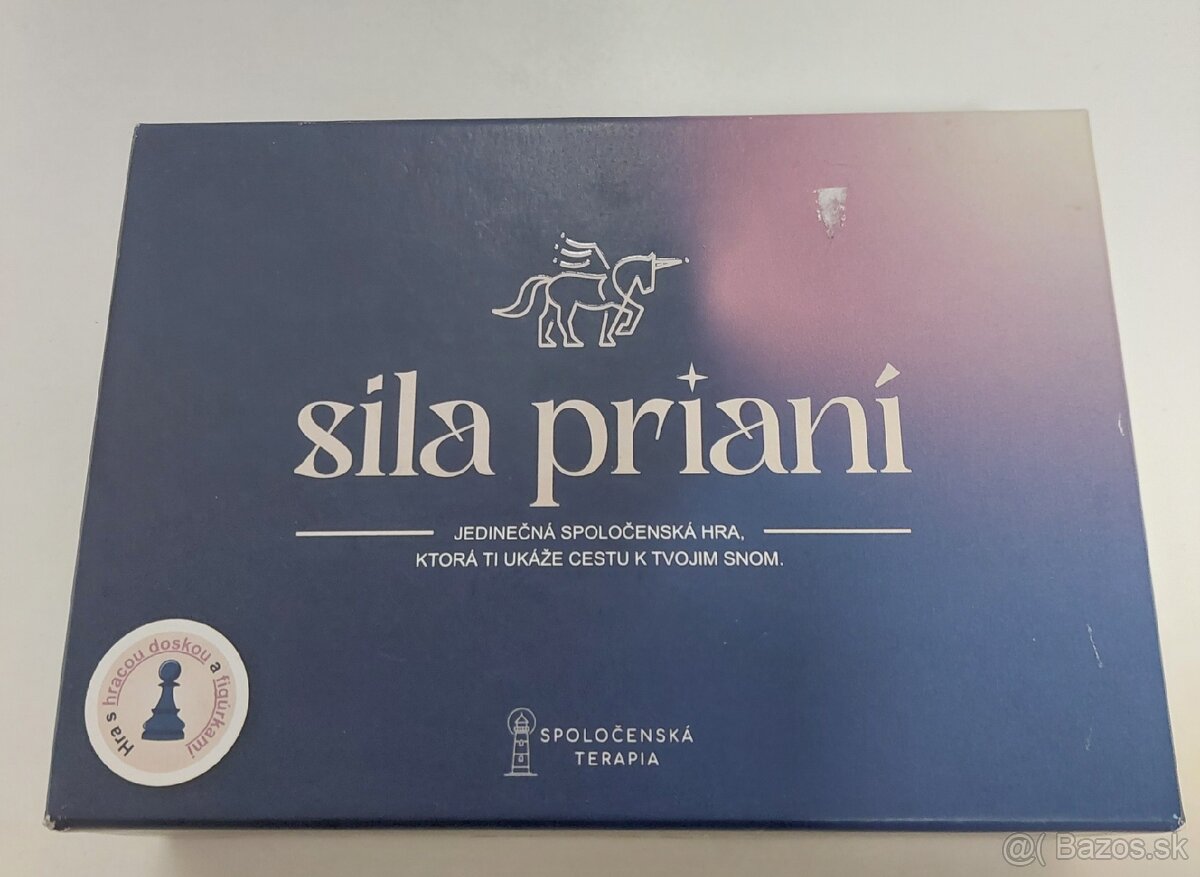 sila prianí
JEDINEČNÁ SPOLOČENSKÁ HRA,
KTORÁ TI UKÁŽE CESTU K TVOJIM SNOM.
Hra s hracou doskou a figúrkami
SPOLOČENSKÁ
TERAPIA
@( Bazos.sk